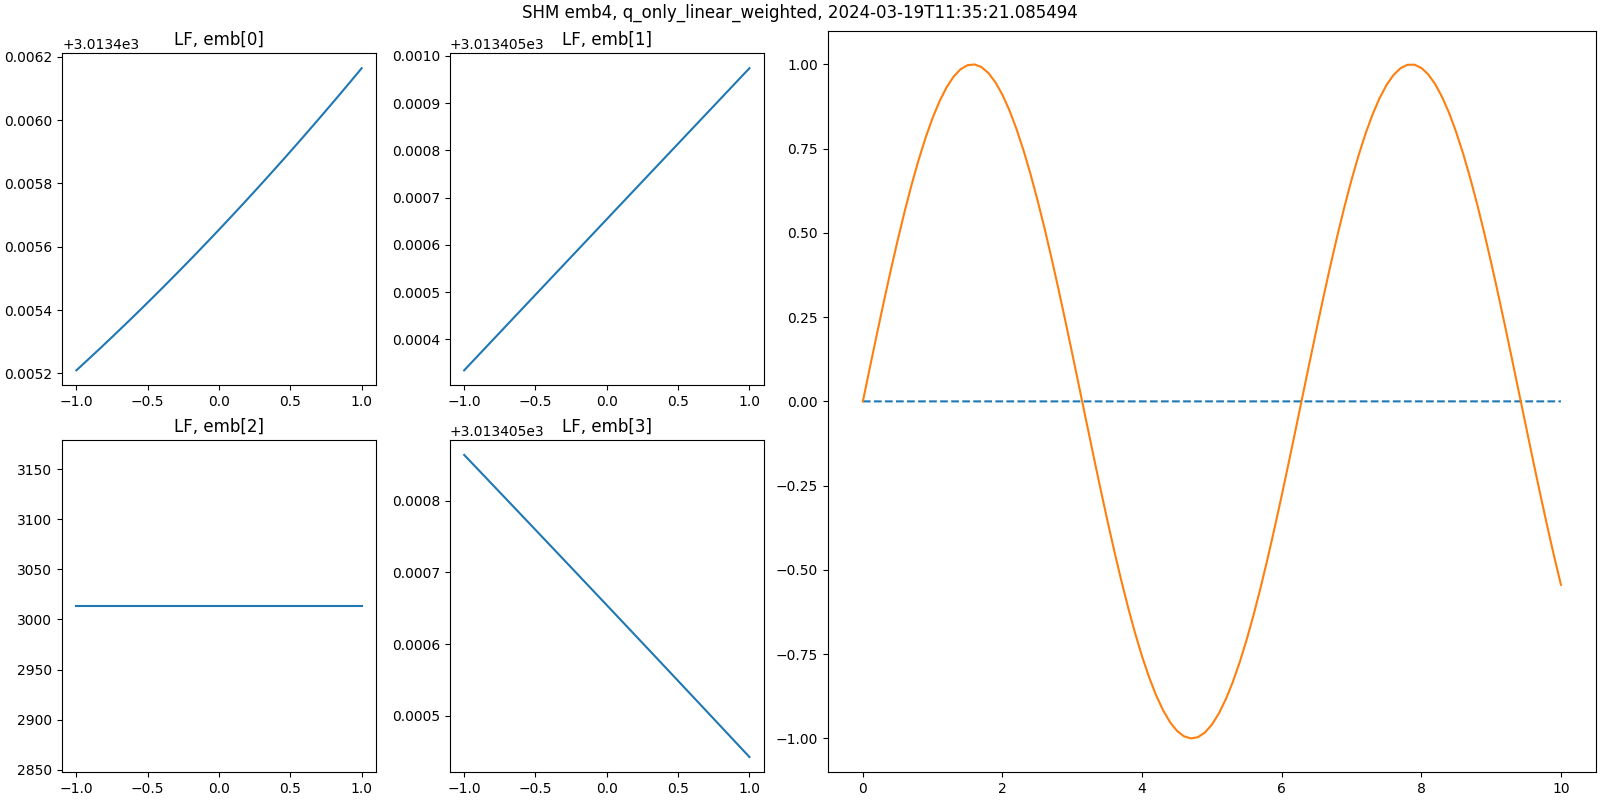 SHM emb4, q_only_linear_weighted, 2024-03-19T11:35:21.085494
+3.0134e3
LF, emb[0]
0.0062
0.0060
0.0058
0.0056
0.0054
0.0052
−1.0 −0.5 0.0 0.5 1.0
+3.013405e3
LF, emb[1]
0.0010
0.0009
0.0008
0.0007
0.0006
0.0005
0.0004
−1.0 −0.5 0.0 0.5 1.0
LF, emb[2]
3150
3100
3050
3000
2950
2900
2850
−1.0 −0.5 0.0 0.5 1.0
+3.013405e3
LF, emb[3]
0.0008
0.0007
0.0006
0.0005
−1.0 −0.5 0.0 0.5 1.0
1.00
0.75
0.50
0.25
0.00
−0.25
−0.50
−0.75
−1.00
0 2 4 6 8 10